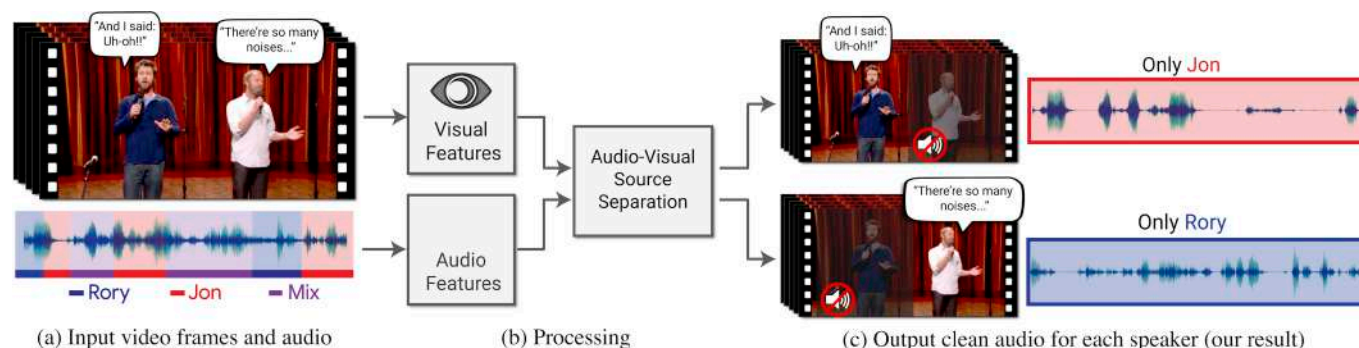 "And I said:
Uh-oh!!"
"There're so many
noises..."
Rory
Jon
Mix
(a) Input video frames and audio
Visual
Features
Audio
Features
Audio-Visual
Source
Separation
(b) Processing
"And I said:
Uh-oh!!"
Only Jon
"There're so many
noises..."
Only Rory
(c) Output clean audio for each speaker (our result)